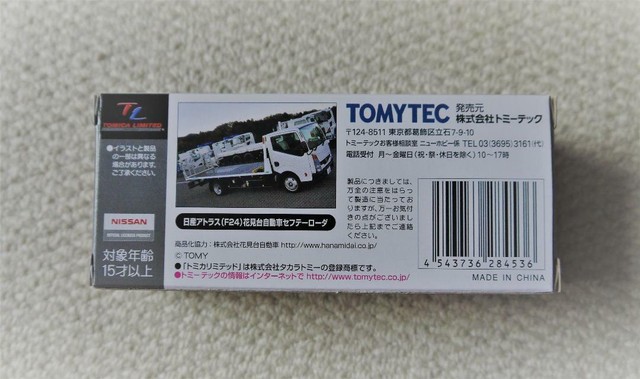 TL
TOMICA LIMITED
●イラストと製品
の一部は異なる
場合があります。
ご了承ください。
NISSAN
対象年齢
15才以上
日産アトラス(F24)花見台自動車セフテーローダ
商品化協力:株式会社花見台自動車 http://www.hanamidai.co.jp
© TOMY
●「トミカリミテッド」は株式会社タカラトミーの登録商標です。
●トミーテックの情報はインターネットで http://www.tomytec.co.jp/
TOMYTEC 発売元 株式会社トミーテック
〒124-8511 東京都葛飾区立石7-9-10
トミーテックお客様相談室 ニューホビー係 TEL 03(3695)3161(代)
電話受付 月〜金曜日(祝・祭・休日を除く)10〜17時
製品につきましては、
万全の注意をはらっ
て製造に当たってお
りますが、万一お気付
きの点がございまし
たら上記までご連絡
ください。
4 543736 284536
MADE IN CHINA